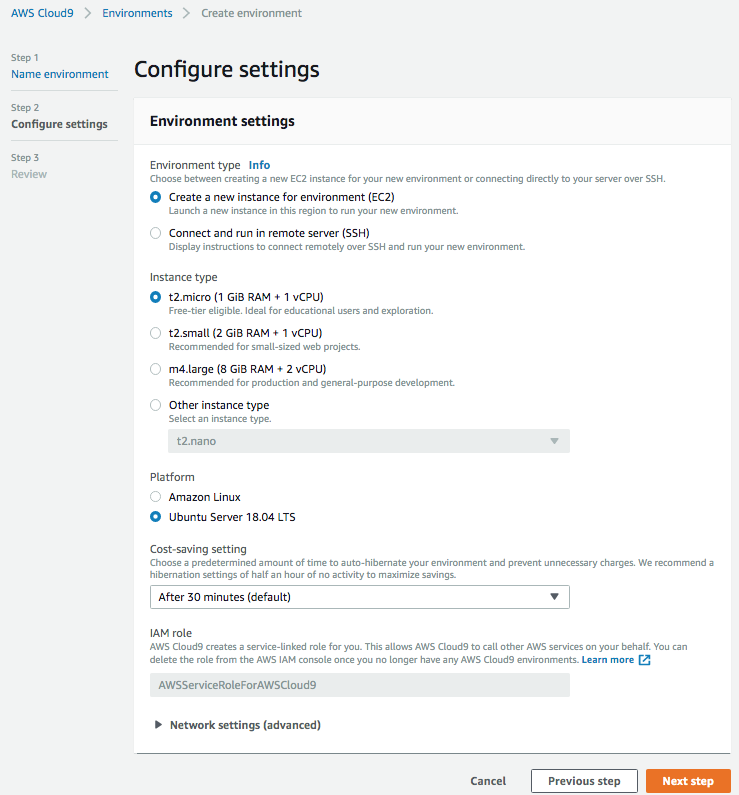 AWS Cloud9 > Environments > Create environment
Step 1
Name environment
Step 2
Configure settings
Step 3
Review
Configure settings
Environment settings
Environment type Info
Choose between creating a new EC2 instance for your new environment or connecting directly to your server over SSH.
Create a new instance for environment (EC2)
Launch a new instance in this region to run your new environment.
Connect and run in remote server (SSH)
Display instructions to connect remotely over SSH and run your new environment.
Instance type
t2.micro (1 GiB RAM + 1 vCPU)
Free-tier eligible. Ideal for educational users and exploration.
t2.small (2 GiB RAM + 1 vCPU)
Recommended for small-sized web projects.
m4.large (8 GiB RAM + 2 vCPU)
Recommended for production and general-purpose development.
Other instance type
Select an instance type.
t2.nano
Platform
Amazon Linux
Ubuntu Server 18.04 LTS
Cost-saving setting
Choose a predetermined amount of time to auto-hibernate your environment and prevent unnecessary charges. We recommend a
hibernation settings of half an hour of no activity to maximize savings.
After 30 minutes (default)
IAM role
AWS Cloud9 creates a service-linked role for you. This allows AWS Cloud9 to call other AWS services on your behalf. You can
delete the role from the AWS IAM console once you no longer have any AWS Cloud9 environments. Learn more
AWSServiceRoleForAWSCloud9
Network settings (advanced)
Cancel
Previous step
Next step